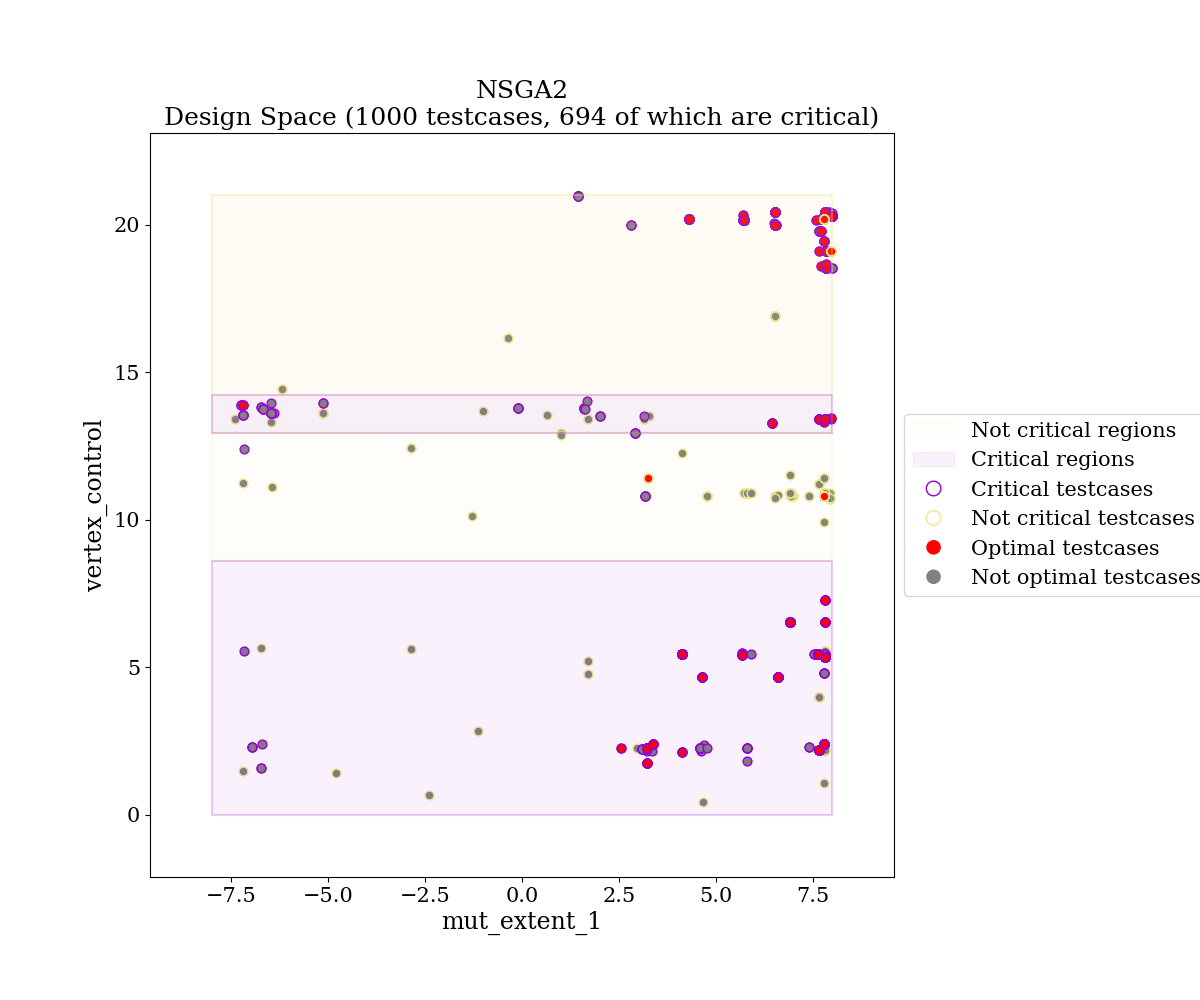 NSGA2
Design Space (1000 testcases, 694 of which are critical)
20
15
10
5
0
vertex_control
−7.5
−5.0
−2.5
0.0
2.5
5.0
7.5
mut_extent_1
Not critical regions
Critical regions
Critical testcases
Not critical testcases
Optimal testcases
Not optimal testcases